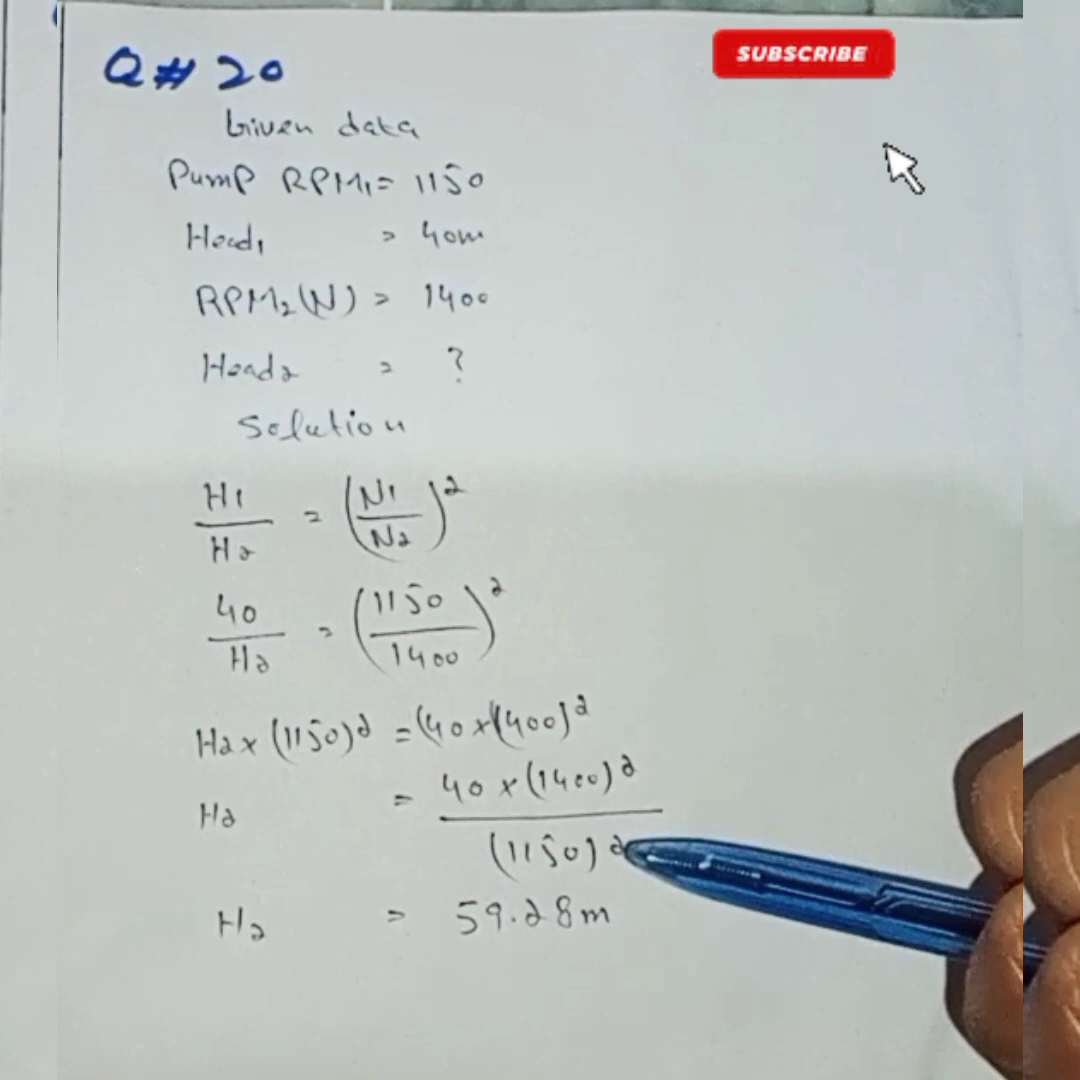 Q # 20
SUBSCRIBE
Given data
Pump RPM₁ = 1150
Head₁ = 40m
RPM₂(N) = 1400
Head₂ = ?
Solution
H₁/H₂ = (N₁/N₂)²
40/H₂ = (1150/1400)²
H₂ x (1150)² = (40 x (400)²
H₂ = 40 x (1400)² / (1150)²
H₂ = 59.28m